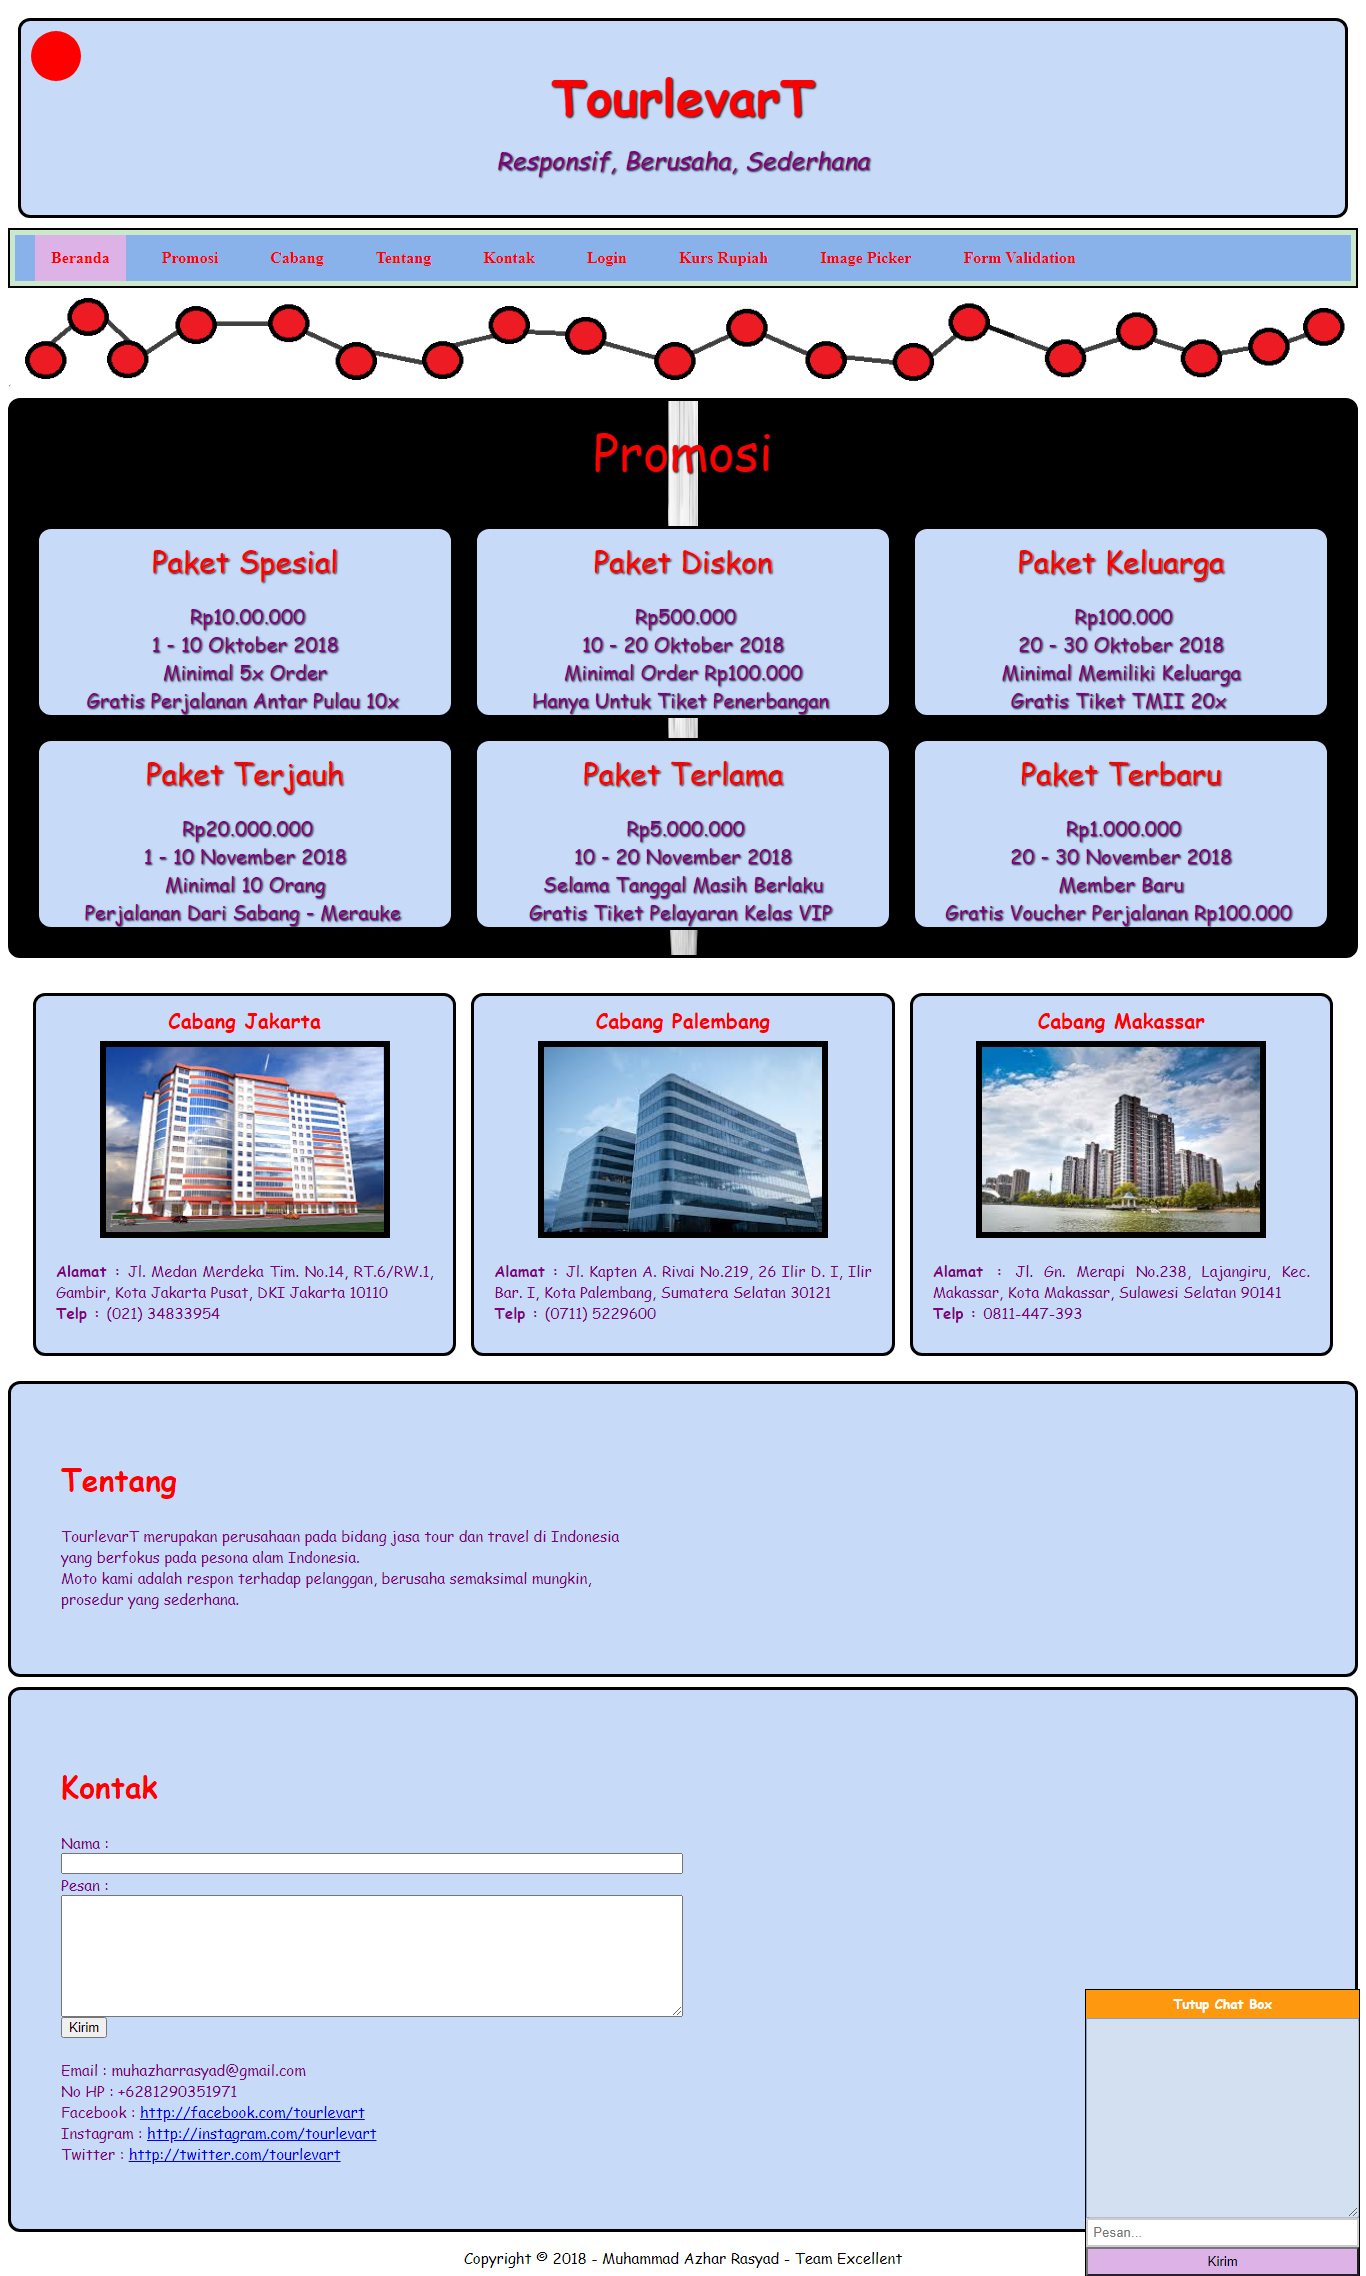 TourlevarT
Responsif, Berusaha, Sederhana
Beranda Promosi Cabang Tentang Kontak Login Kurs Rupiah Image Picker Form Validation
Promosi
Paket Spesial
Rp10.00.000
1 - 10 Oktober 2018
Minimal 5x Order
Gratis Perjalanan Antar Pulau 10x
Paket Diskon
Rp500.000
10 - 20 Oktober 2018
Minimal Order Rp100.000
Hanya Untuk Tiket Penerbangan
Paket Keluarga
Rp100.000
20 - 30 Oktober 2018
Minimal Memiliki Keluarga
Gratis Tiket TMII 20x
Paket Terjauh
Rp20.000.000
1 - 10 November 2018
Minimal 10 Orang
Perjalanan Dari Sabang - Merauke
Paket Terlama
Rp5.000.000
10 - 20 November 2018
Selama Tanggal Masih Berlaku
Gratis Tiket Pelayaran Kelas VIP
Paket Terbaru
Rp1.000.000
20 - 30 November 2018
Member Baru
Gratis Voucher Perjalanan Rp100.000
Cabang Jakarta
Alamat : Jl. Medan Merdeka Tim. No.14, RT.6/RW.1,
Gambir, Kota Jakarta Pusat, DKI Jakarta 10110
Telp : (021) 34833954
Cabang Palembang
Alamat : Jl. Kapten A. Rivai No.219, 26 Ilir D. I, Ilir
Bar. I, Kota Palembang, Sumatera Selatan 30121
Telp : (0711) 5229600
Cabang Makassar
Alamat : Jl. Gn. Merapi No.238, Lajangiru, Kec.
Makassar, Kota Makassar, Sulawesi Selatan 90141
Telp : 0811-447-393
Tentang
TourlevarT merupakan perusahaan pada bidang jasa tour dan travel di Indonesia
yang berfokus pada pesona alam Indonesia.
Moto kami adalah respon terhadap pelanggan, berusaha semaksimal mungkin,
prosedur yang sederhana.
Kontak
Nama :
Pesan :
Kirim
Email : muhazharrasyad@gmail.com
No HP : +6281290351971
Facebook : http://facebook.com/tourlevart
Instagram : http://instagram.com/tourlevart
Twitter : http://twitter.com/tourlevart
Tutup Chat Box
Pesan...
Kirim
Copyright © 2018 - Muhammad Azhar Rasyad - Team Excellent